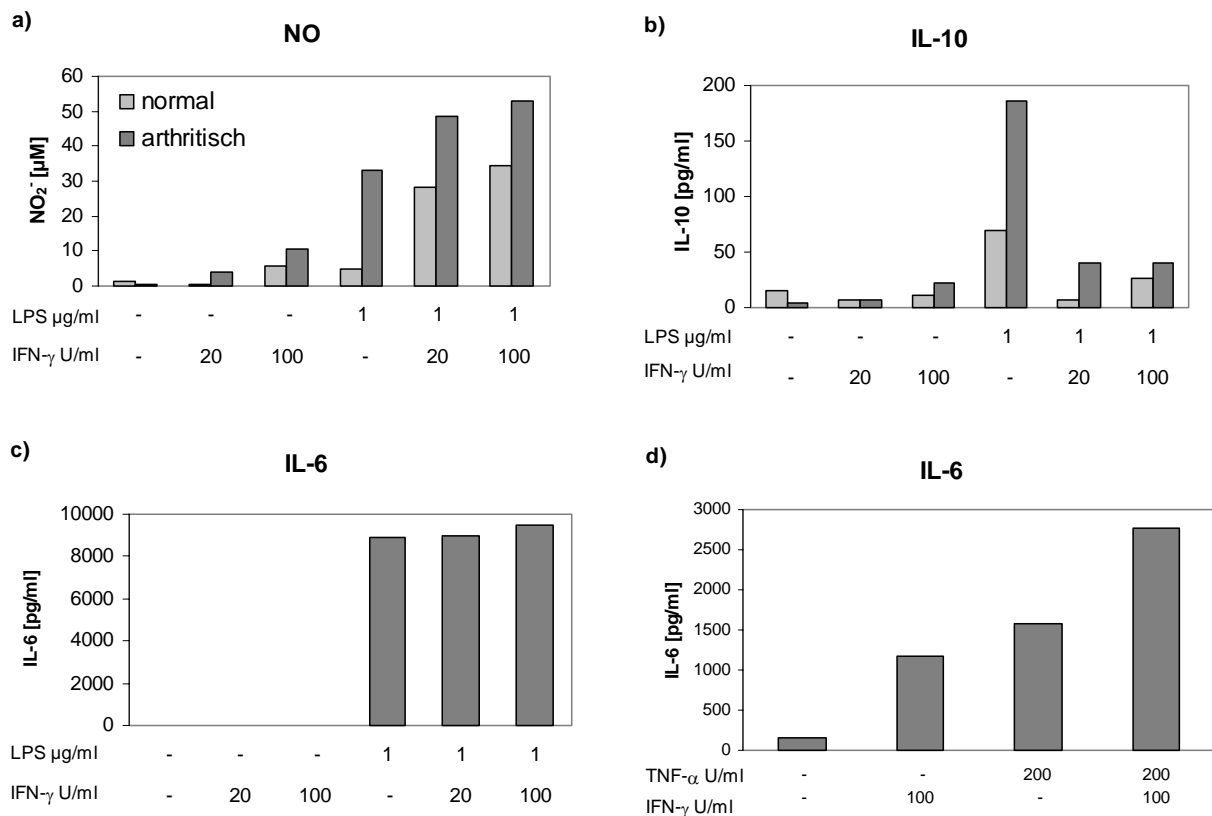 a)
NO
NO₂⁻ [µM]
60
50
40
30
20
10
0
normal
arthritisch
LPS µg/ml - - - 1 1 1
IFN-γ U/ml - 20 100 - 20 100
b)
IL-10
IL-10 [pg/ml]
200
150
100
50
0
LPS µg/ml - - - 1 1 1
IFN-γ U/ml - 20 100 - 20 100
c)
IL-6
IL-6 [pg/ml]
10000
8000
6000
4000
2000
0
LPS µg/ml - - - 1 1 1
IFN-γ U/ml - 20 100 - 20 100
d)
IL-6
IL-6 [pg/ml]
3000
2500
2000
1500
1000
500
0
TNF-α U/ml - - 200 200
IFN-γ U/ml - 100 - 100